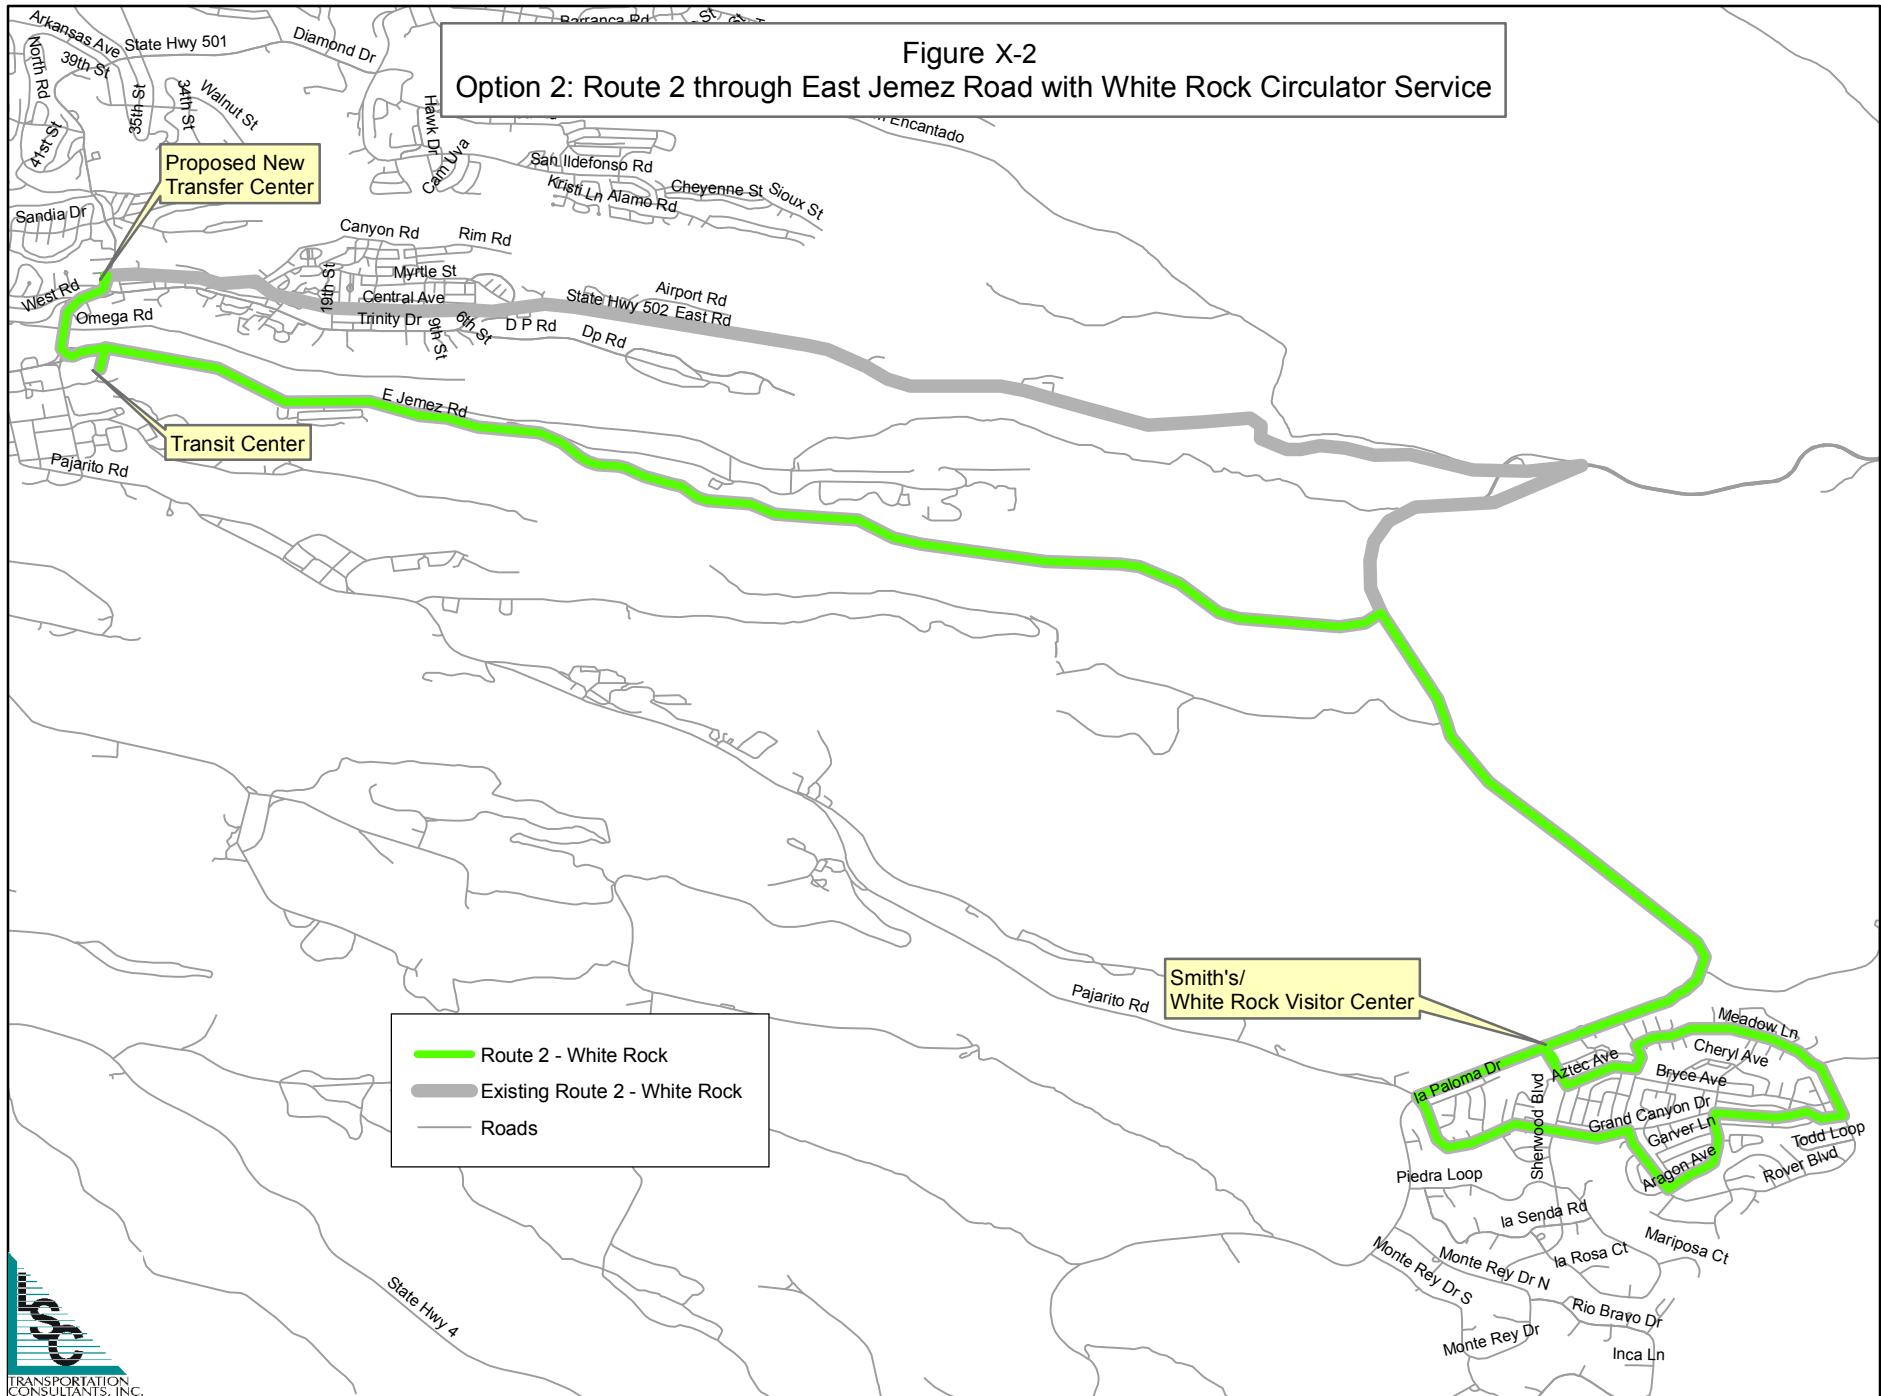 Figure X-2
Option 2: Route 2 through East Jemez Road with White Rock Circulator Service
Barranca Rd
Arkansas Ave
State Hwy 501
Diamond Dr
North Rd
39th St
35th St
34th St
Walnut St
41st St
Hawk Dr
Cam Uva
Encantado
San Ildefonso Rd
Kristi Ln
Alamo Rd
Cheyenne St
Sioux St
Proposed New
Transfer Center
Sandia Dr
Canyon Rd
Rim Rd
West Rd
Omega Rd
19th St
Myrtle St
Central Ave
Trinity Dr
9th St
6th St
D P Rd
Dp Rd
Airport Rd
State Hwy 502
East Rd
E Jemez Rd
Transit Center
Pajarito Rd
Smith's/
White Rock Visitor Center
Pajarito Rd
Route 2 - White Rock
Existing Route 2 - White Rock
Roads
Meadow Ln
Cheryl Ave
Aztec Ave
Bryce Ave
la Paloma Dr
Sherwood Blvd
Grand Canyon Dr
Garver Ln
Aragon Ave
Todd Loop
Rover Blvd
Piedra Loop
la Senda Rd
Mariposa Ct
la Rosa Ct
Monte Rey Dr S
Monte Rey Dr N
Rio Bravo Dr
Monte Rey Dr
Inca Ln
State Hwy 4
LSC
TRANSPORTATION
CONSULTANTS, INC.